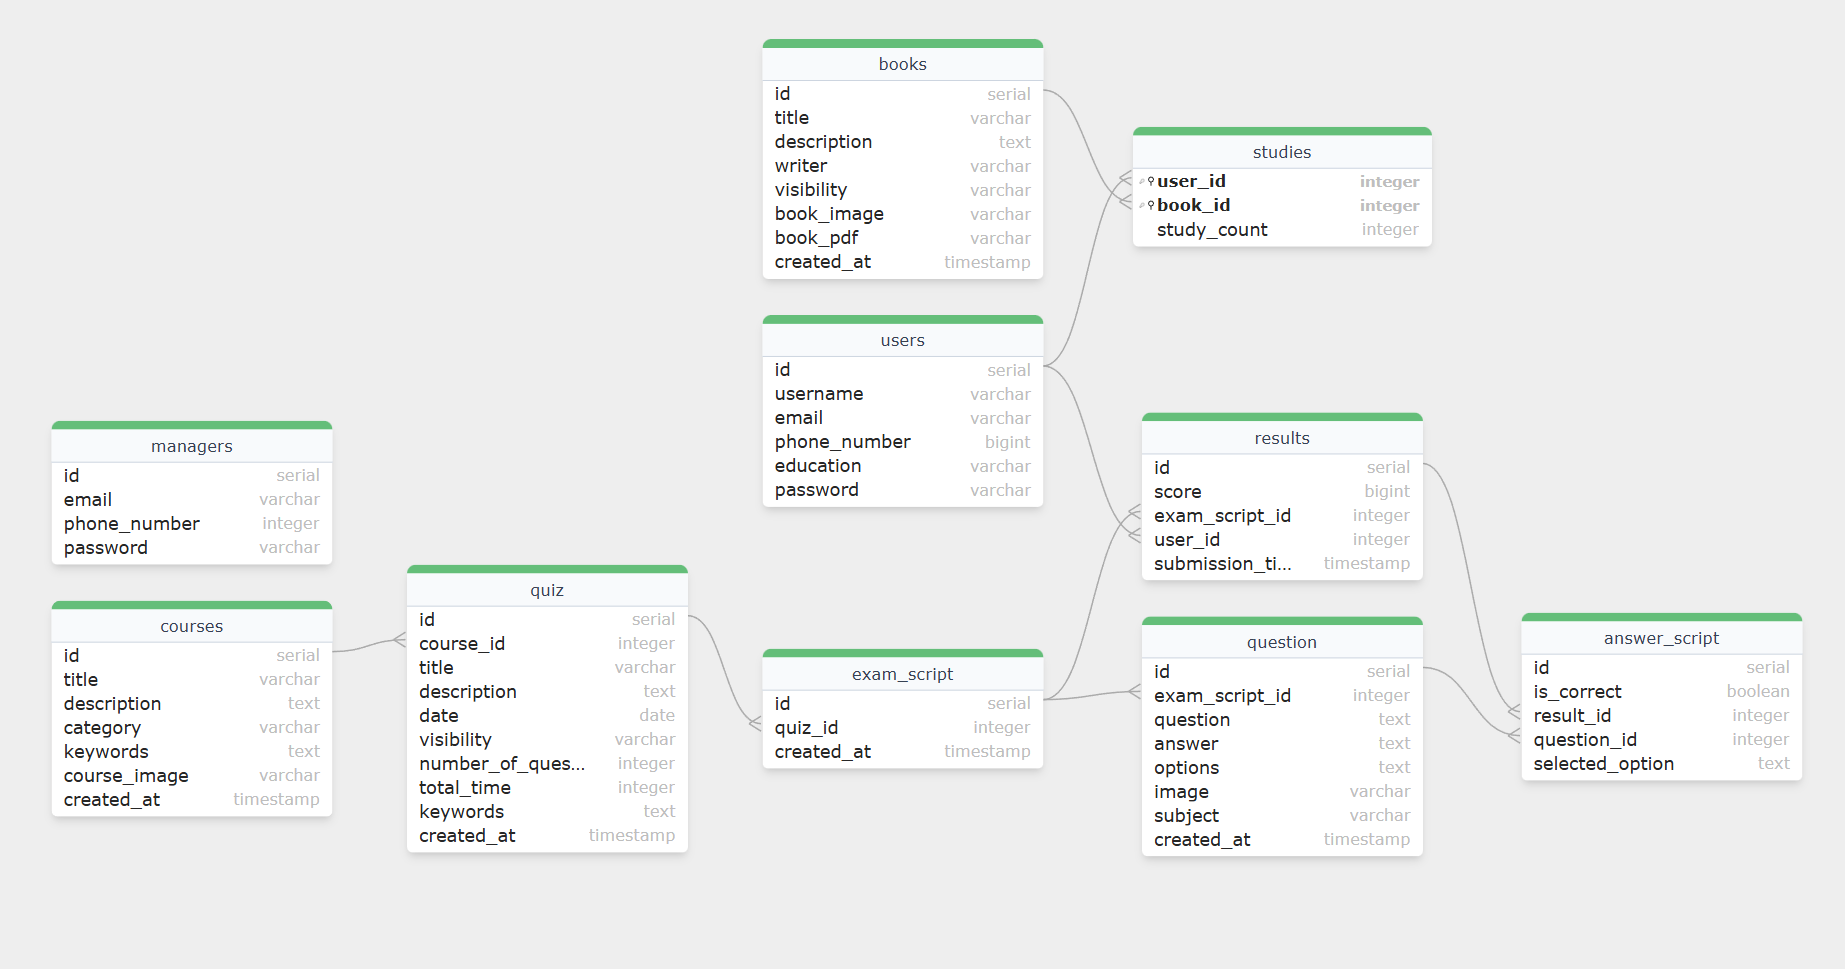 books
id serial
title varchar
description text
writer varchar
visibility varchar
book_image varchar
book_pdf varchar
created_at timestamp
studies
user_id integer
book_id integer
study_count integer
users
id serial
username varchar
email varchar
phone_number bigint
education varchar
password varchar
managers
id serial
email varchar
phone_number integer
password varchar
results
id serial
score bigint
exam_script_id integer
user_id integer
submission_ti... timestamp
courses
id serial
title varchar
description text
category varchar
keywords text
course_image varchar
created_at timestamp
quiz
id serial
course_id integer
title varchar
description text
date date
visibility varchar
number_of_ques... integer
total_time integer
keywords text
created_at timestamp
exam_script
id serial
quiz_id integer
created_at timestamp
question
id serial
exam_script_id integer
question text
answer text
options text
image varchar
subject varchar
created_at timestamp
answer_script
id serial
is_correct boolean
result_id integer
question_id integer
selected_option text